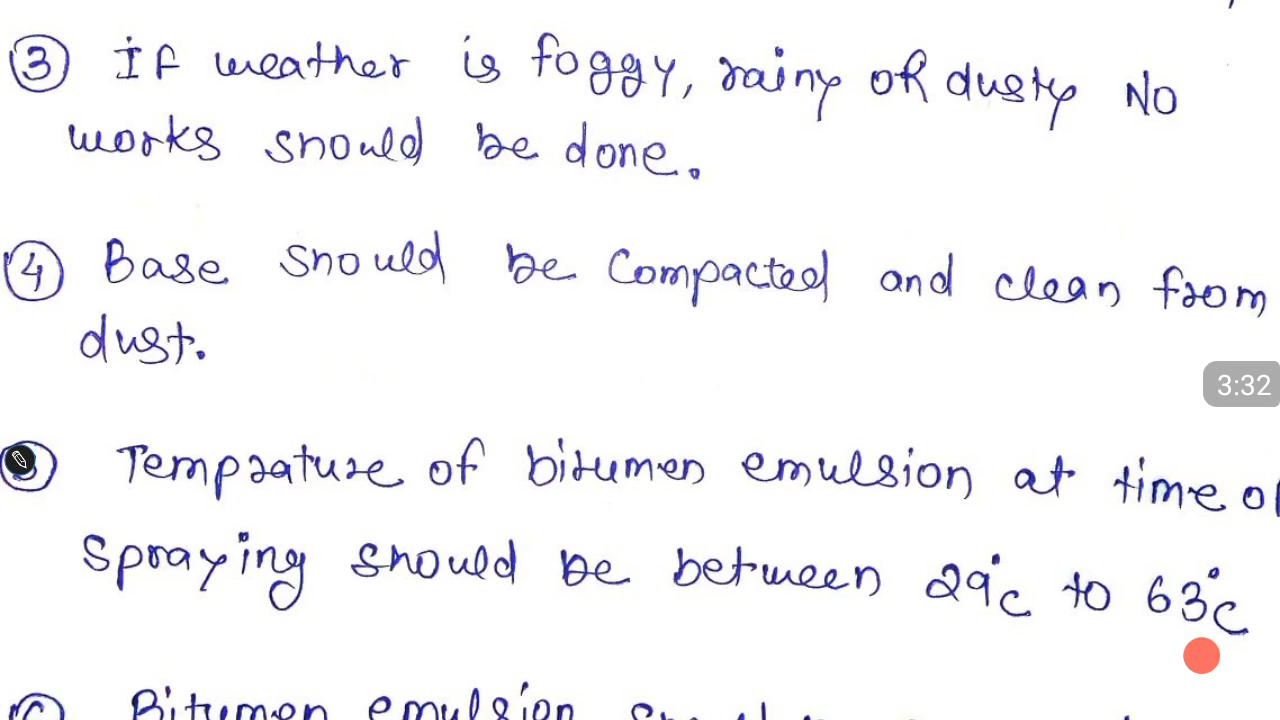 ③ If weather is foggy, rainy oR dusty No
works should be done.
④ Base should be compacted and clean from
dust.
3:32
Temprature of bitumen emulsion at time of
spraying should be between 29°c to 63°c
Bitumen emulsion